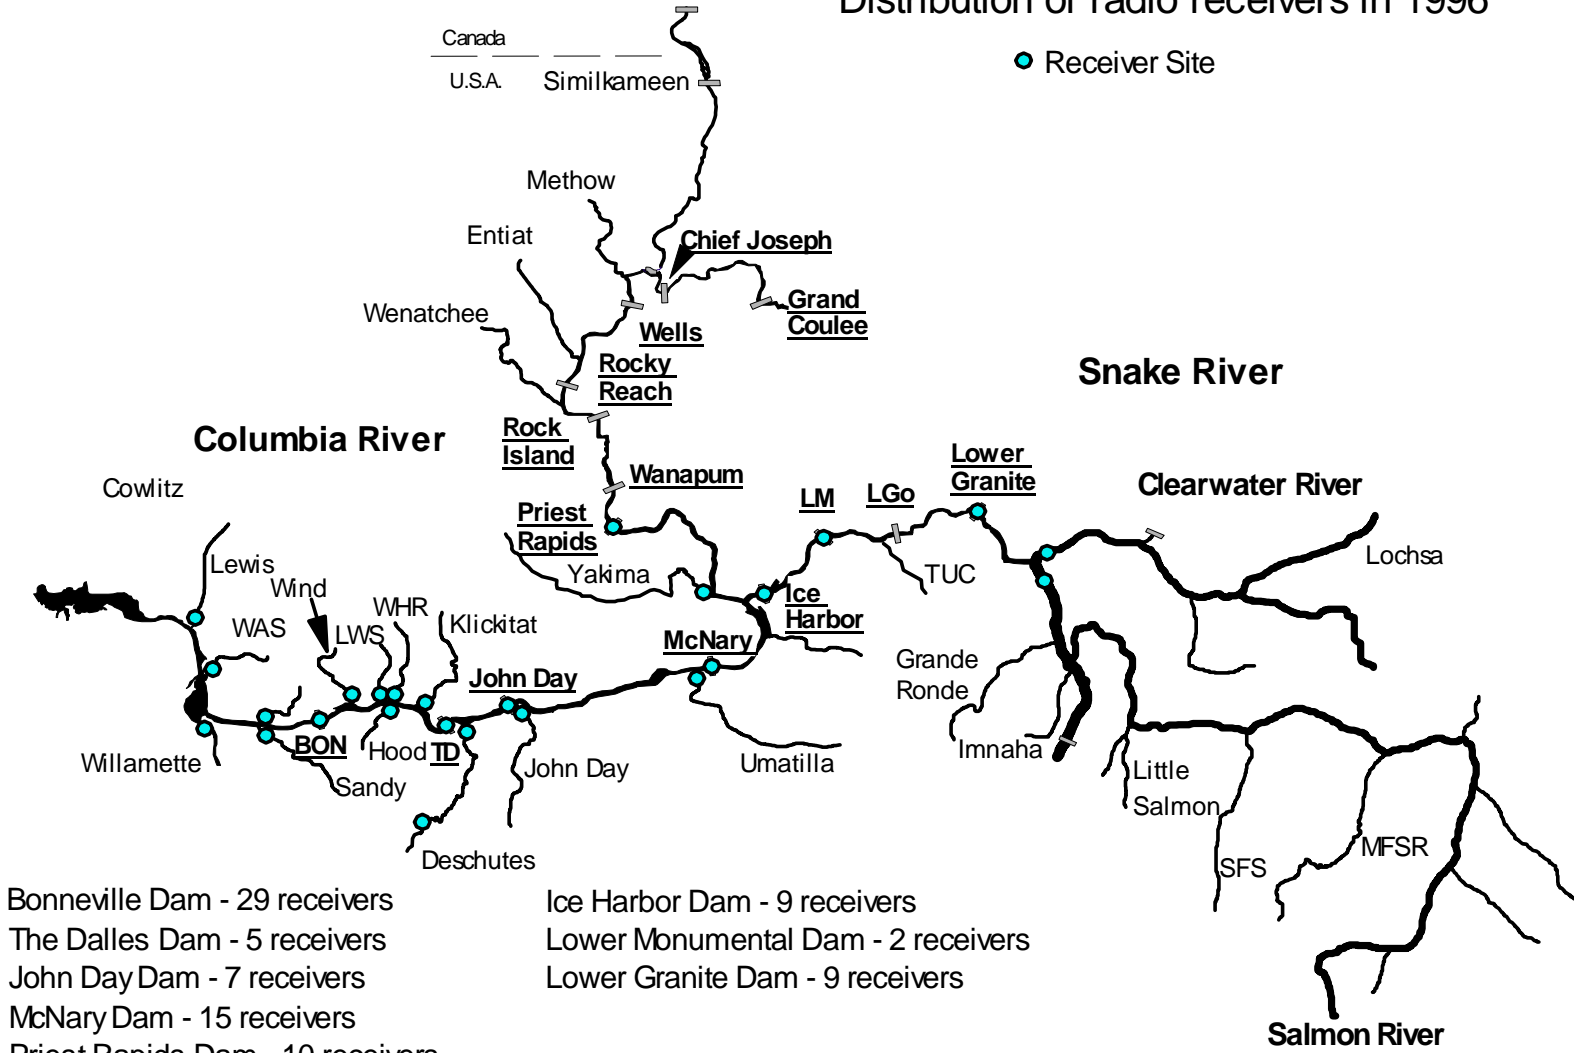 Distribution of radio receivers in 1996
Receiver Site
Canada
U.S.A.
Similkameen
Methow
Entiat
Chief Joseph
Wenatchee
Grand
Coulee
Wells
Rocky
Reach
Snake River
Columbia River
Rock
Island
Lower
Granite
Wanapum
Cowlitz
LM
LGo
Clearwater River
Priest
Rapids
Lochsa
Lewis
Yakima
TUC
Wind
Ice
Harbor
WHR
WAS
LWS
Klickitat
McNary
Grande
Ronde
John Day
BON
Hood
TD
Imnaha
Willamette
Sandy
John Day
Umatilla
Little
Salmon
Deschutes
SFS
MFSR
Bonneville Dam - 29 receivers
The Dalles Dam - 5 receivers
John Day Dam - 7 receivers
McNary Dam - 15 receivers
Priest Rapids Dam - 10 receivers
Ice Harbor Dam - 9 receivers
Lower Monumental Dam - 2 receivers
Lower Granite Dam - 9 receivers
Salmon River